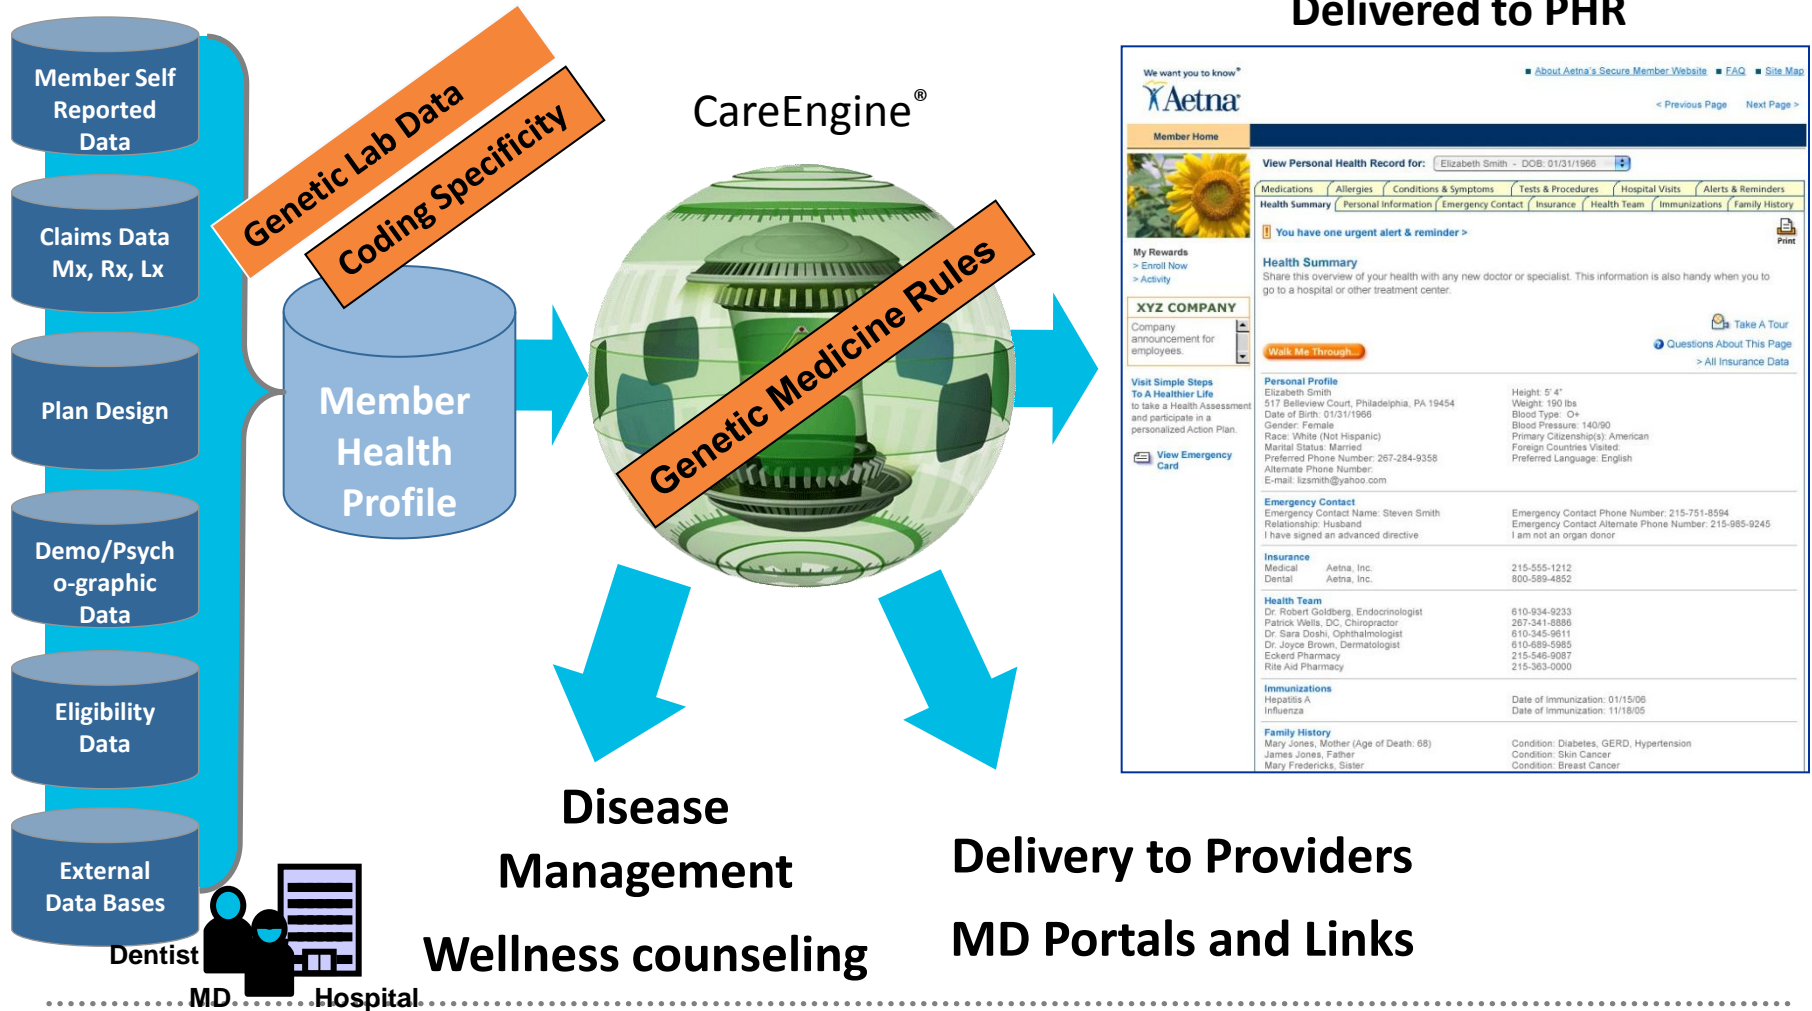 Delivered to PHR
Member Self
Reported
Data
Claims Data
Mx, Rx, Lx
Plan Design
Demo/Psych
o-graphic
Data
Eligibility
Data
External
Data Bases
Dentist
MD
Hospital
Genetic Lab Data
Coding Specificity
Member
Health
Profile
CareEngine®
Genetic Medicine Rules
Disease
Management
Wellness counseling
Delivery to Providers
MD Portals and Links
We want you to know®
Aetna®
About Aetna's Secure Member Website FAQ Site Map
< Previous Page Next Page >
Member Home
View Personal Health Record for: Elizabeth Smith - DOB: 01/31/1966
Medications Allergies Conditions & Symptoms Tests & Procedures Hospital Visits Alerts & Reminders
Health Summary Personal Information Emergency Contact Insurance Health Team Immunizations Family History
! You have one urgent alert & reminder >
Print
My Rewards
> Enroll Now
> Activity
XYZ COMPANY
Company
announcement for
employees.
Visit Simple Steps
To A Healthier Life
to take a Health Assessment
and participate in a
personalized Action Plan.
View Emergency
Card
Health Summary
Share this overview of your health with any new doctor or specialist. This information is also handy when you to
go to a hospital or other treatment center.
Take A Tour
Questions About This Page
> All Insurance Data
Walk Me Through...
Personal Profile
Elizabeth Smith Height: 5' 4"
517 Belleview Court, Philadelphia, PA 19454 Weight: 190 lbs
Date of Birth: 01/31/1966 Blood Type: O+
Gender: Female Blood Pressure: 140/90
Race: White (Not Hispanic) Primary Citizenship(s): American
Marital Status: Married Foreign Countries Visited:
Preferred Phone Number: 267-284-9358 Preferred Language: English
Alternate Phone Number:
E-mail: lizsmith@yahoo.com
Emergency Contact
Emergency Contact Name: Steven Smith Emergency Contact Phone Number: 215-751-8594
Relationship: Husband Emergency Contact Alternate Phone Number: 215-985-9245
I have signed an advanced directive I am not an organ donor
Insurance
Medical Aetna, Inc. 215-555-1212
Dental Aetna, Inc. 800-589-4852
Health Team
Dr. Robert Goldberg, Endocrinologist 610-934-9233
Patrick Wells, DC, Chiropractor 267-341-8886
Dr. Sara Doshi, Ophthalmologist 610-345-9611
Dr. Joyce Brown, Dermatologist 610-689-5985
Eckerd Pharmacy 215-546-9087
Rite Aid Pharmacy 215-363-0000
Immunizations
Hepatitis A Date of Immunization: 01/15/06
Influenza Date of Immunization: 11/18/05
Family History
Mary Jones, Mother (Age of Death: 68) Condition: Diabetes, GERD, Hypertension
James Jones, Father Condition: Skin Cancer
Mary Fredericks, Sister Condition: Breast Cancer